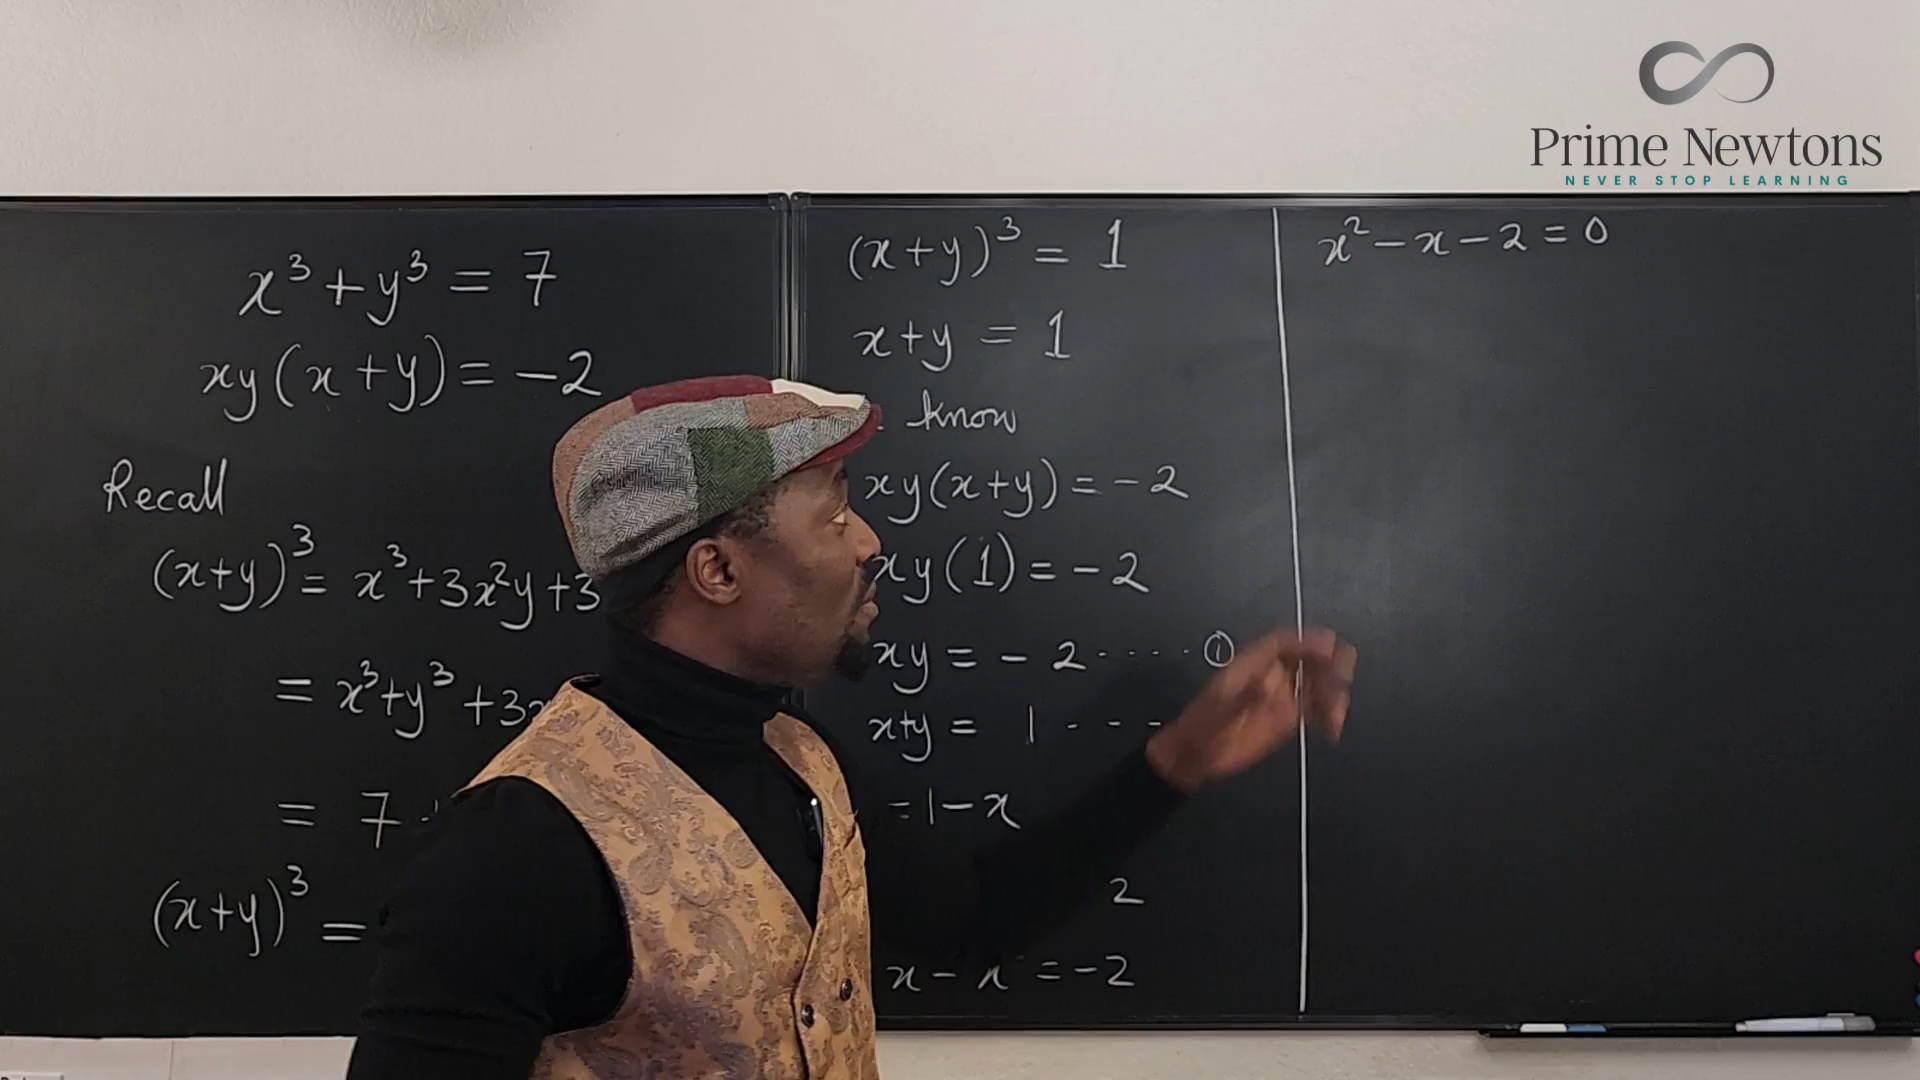 Prime Newtons
NEVER STOP LEARNING
x³ + y³ = 7
xy(x + y) = -2
Recall
(x+y)³ = x³ + 3x²y + 3
= x³ + y³ + 3x
= 7
(x+y)³ =
(x+y)³ = 1
x+y = 1
know
xy(x+y) = -2
xy(1) = -2
xy = -2 ---- ①
x+y = 1 - - -
= 1 - x
2
x - x = -2
x² - x - 2 = 0